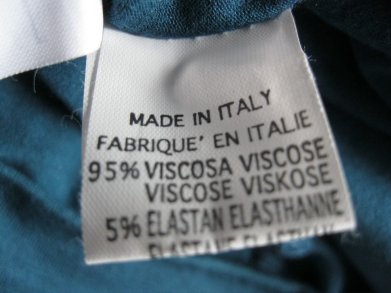 MADE IN ITALY
FABRIQUE' EN ITALIE
95% VISCOSA VISCOSE
VISCOSE VISKOSE
5% ELASTAN ELASTHANNE